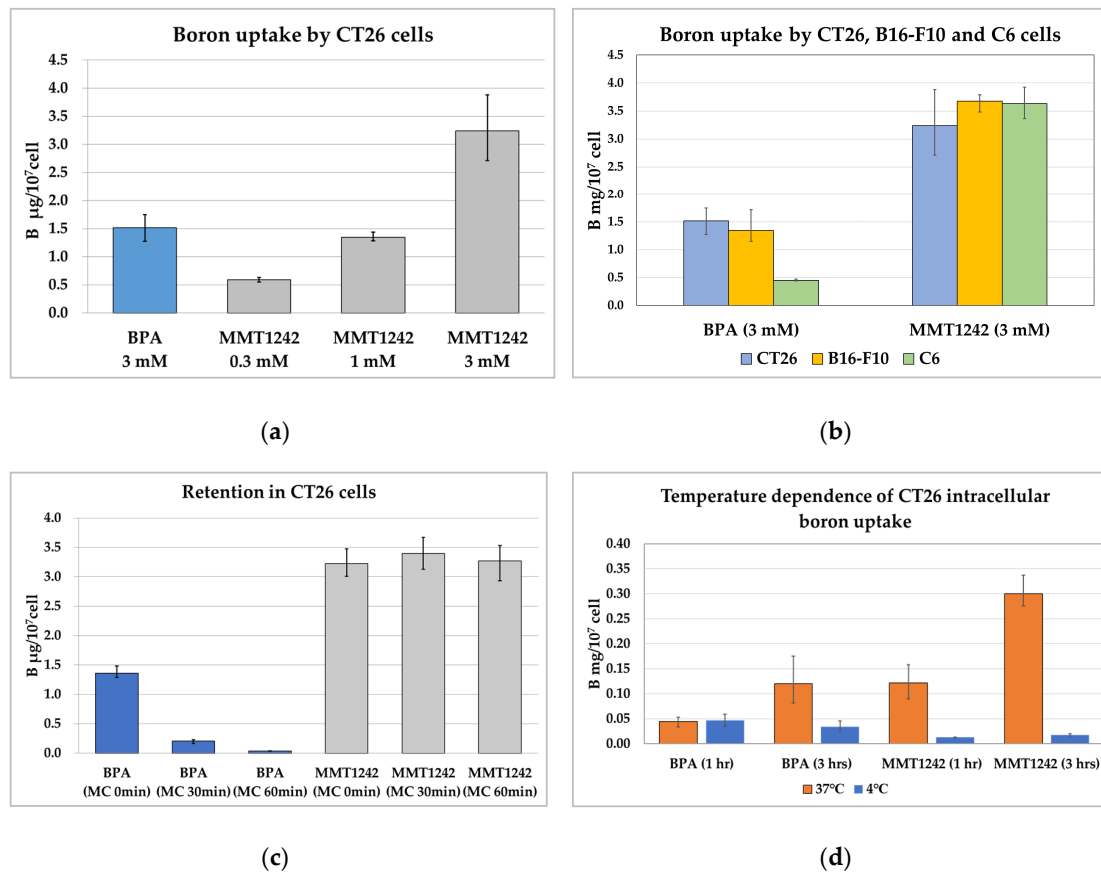 Boron uptake by CT26 cells
B µg/10⁷cell
4.5
4.0
3.5
3.0
2.5
2.0
1.5
1.0
0.5
0.0
BPA MMT1242 MMT1242 MMT1242
3 mM 0.3 mM 1 mM 3 mM
(a)
Boron uptake by CT26, B16-F10 and C6 cells
B mg/10⁷ cell
4.5
4.0
3.5
3.0
2.5
2.0
1.5
1.0
0.5
0.0
BPA (3 mM) MMT1242 (3 mM)
CT26 B16-F10 C6
(b)
Retention in CT26 cells
B µg/10⁷cell
4.0
3.5
3.0
2.5
2.0
1.5
1.0
0.5
0.0
BPA BPA BPA MMT1242 MMT1242 MMT1242
(MC 0min) (MC 30min) (MC 60min) (MC 0min) (MC 30min) (MC 60min)
(c)
Temperature dependence of CT26 intracellular
boron uptake
B mg/10⁷ cell
0.40
0.35
0.30
0.25
0.20
0.15
0.10
0.05
0.00
BPA (1 hr) BPA (3 hrs) MMT1242 (1 hr) MMT1242 (3 hrs)
37°C 4°C
(d)